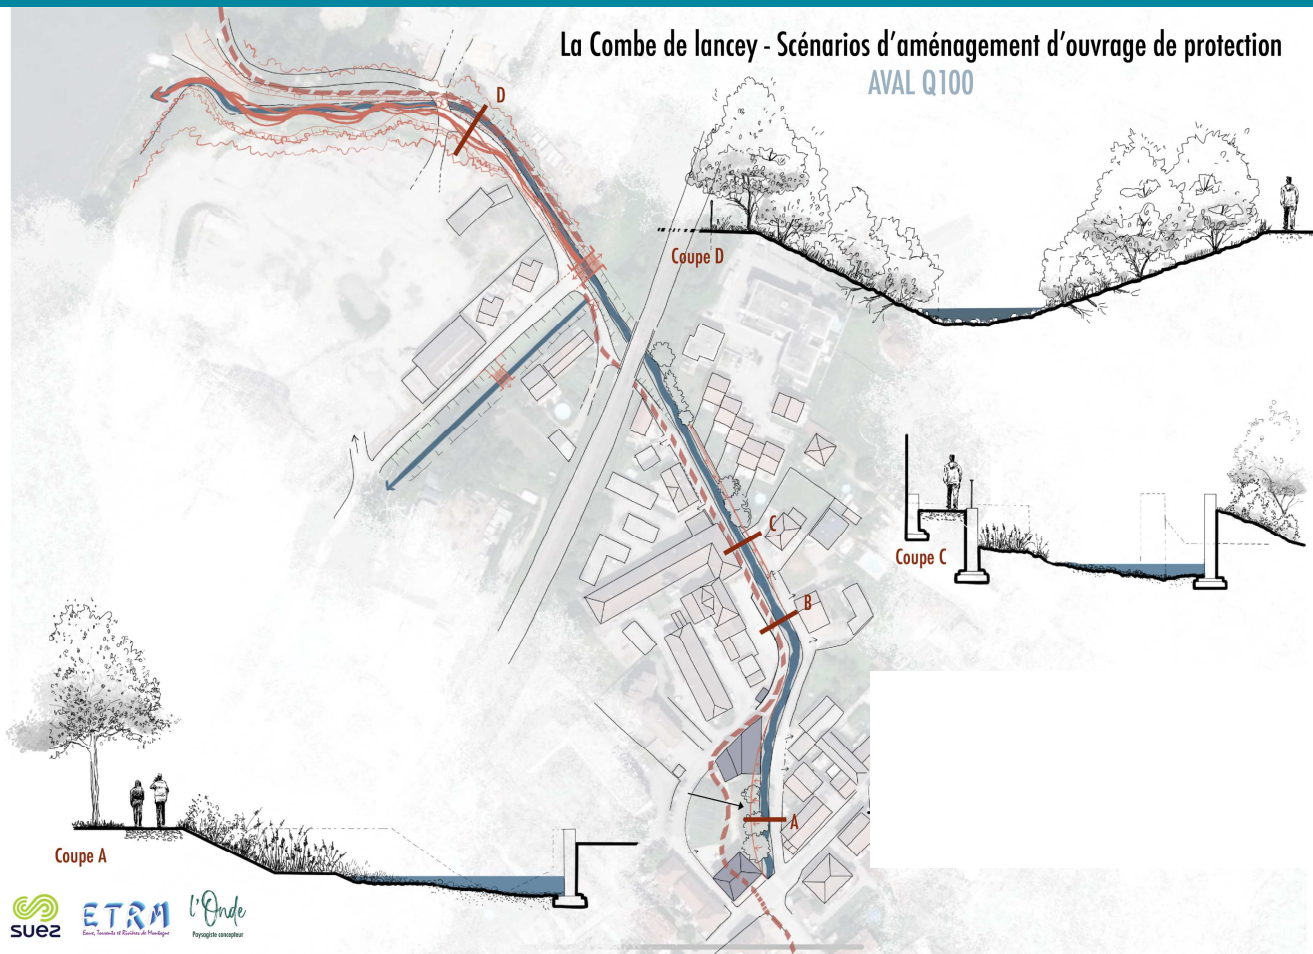 La Combe de lancey - Scénarios d'aménagement d'ouvrage de protection
AVAL Q100
D
Coupe D
C
Coupe C
B
A
Coupe A
suez
ETRM
Eaux, Torrents et Rivières de Montagne
l'Onde
Paysagiste concepteur